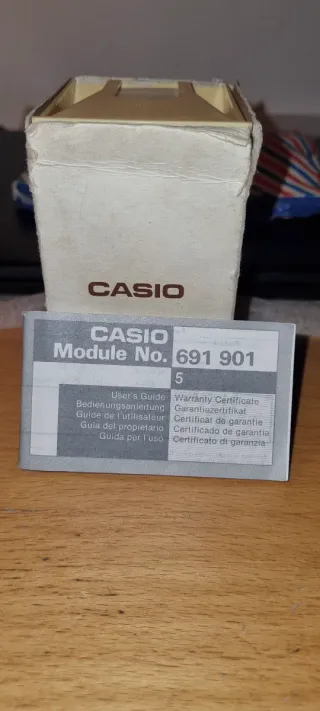 CASIO
CASIO
Module No. 691 901
5
User's Guide Warranty Certificate
Bedienungsanleitung Garantiezertifikat
Guide de l'utilisateur Certificat de garantie
Guia del propietario Certificado de garantia
Guida per l'uso Certificato di garanzia